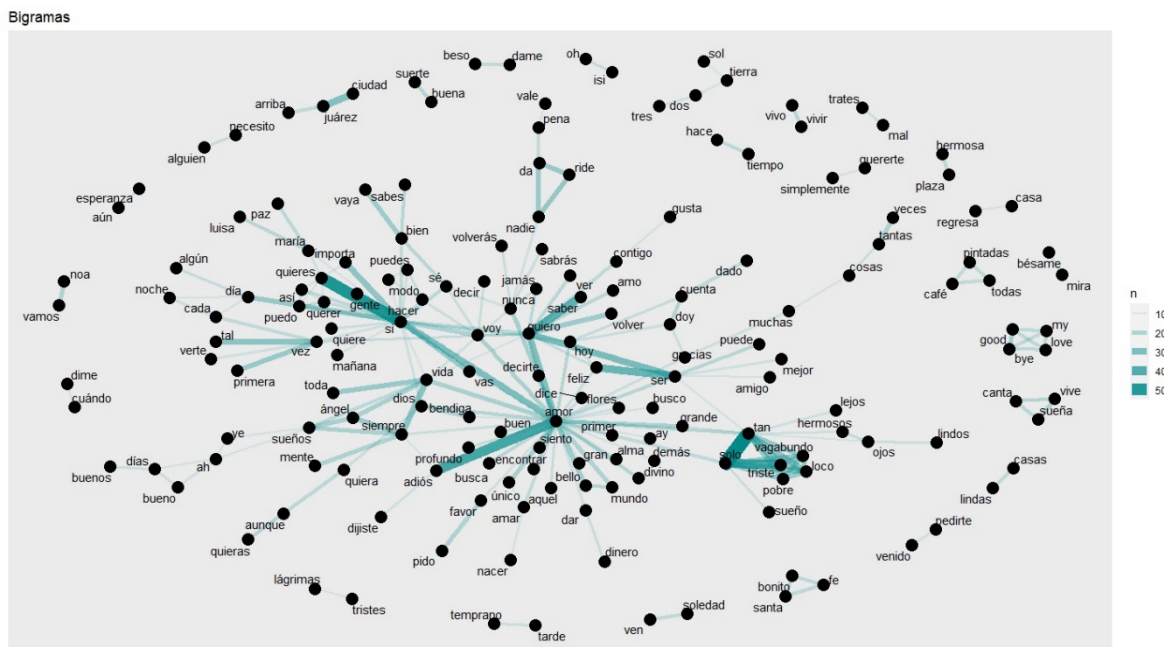 Bigramas
beso dame oh isi sol tierra
suerte buena ciudad arriba juárez
vale tres dos vivo vivir trates mal
alguien necesito pena hace tiempo
da ride simplemente quererte hermosa plaza
esperanza aún vaya sabes nadie gusta regresa casa
luisa paz bien volverás veces tantas
maría importa puedes sabrás contigo pintadas
algún quieres sé jamás ver amo dado cosas bésame
noa noche día así modo decir nunca cuenta café todas mira
vamos cada puedo querer gente hacer saber
tal si voy quiero volver doy muchas my
verte vez quiere hoy gracias puede good love
primera mañana decirte mejor bye
dime toda vida vas dice feliz ser amigo
cuándo ángel dios bendiga flores busco lejos canta vive
ye sueños siempre buen amor grande tan hermosos sueña
días ah mente profundo siento primer ay vagabundo lindos
buenos adiós encontrar alma demás solo loco ojos
bueno quiera busca gran divino triste casas
único aquel bello mundo pobre lindas
aunque dijiste favor amar dar sueño pedirte
quieras pido dinero venido
nacer
lágrimas bonito fe
tristes santa
temprano soledad
tarde ven
n
10
20
30
40
50